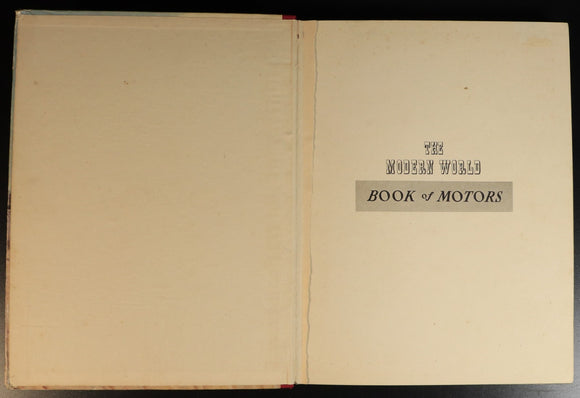 THE
MODERN WORLD
BOOK of MOTORS